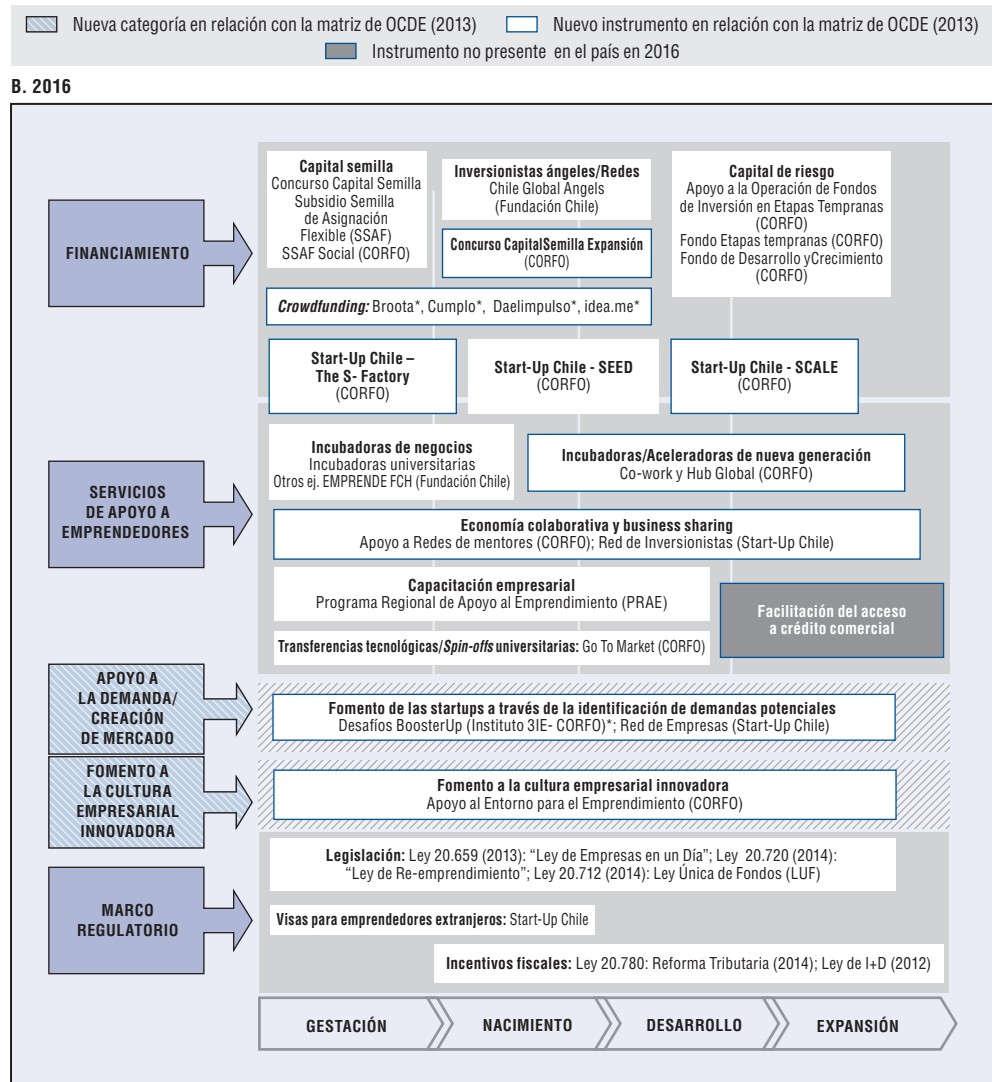 Nueva categoría en relación con la matriz de OCDE (2013)
Nuevo instrumento en relación con la matriz de OCDE (2013)
Instrumento no presente en el país en 2016
B. 2016
FINANCIAMIENTO
Capital semilla
Concurso Capital Semilla
Subsidio Semilla
de Asignación
Flexible (SSAF)
SSAF Social (CORFO)
Inversionistas ángeles/Redes
Chile Global Angels
(Fundación Chile)
Concurso CapitalSemilla Expansión
(CORFO)
Capital de riesgo
Apoyo a la Operación de Fondos
de Inversión en Etapas Tempranas
(CORFO)
Fondo Etapas tempranas (CORFO)
Fondo de Desarrollo yCrecimiento
(CORFO)
Crowdfunding: Broota*, Cumplo*, Daelimpulso*, idea.me*
Start-Up Chile –
The S- Factory
(CORFO)
Start-Up Chile - SEED
(CORFO)
Start-Up Chile - SCALE
(CORFO)
SERVICIOS
DE APOYO A
EMPRENDEDORES
Incubadoras de negocios
Incubadoras universitarias
Otros ej. EMPRENDE FCH (Fundación Chile)
Incubadoras/Aceleradoras de nueva generación
Co-work y Hub Global (CORFO)
Economía colaborativa y business sharing
Apoyo a Redes de mentores (CORFO); Red de Inversionistas (Start-Up Chile)
Capacitación empresarial
Programa Regional de Apoyo al Emprendimiento (PRAE)
Facilitación del acceso
a crédito comercial
Transferencias tecnológicas/Spin-offs universitarias: Go To Market (CORFO)
APOYO A
LA DEMANDA/
CREACIÓN
DE MERCADO
Fomento de las startups a través de la identificación de demandas potenciales
Desafíos BoosterUp (Instituto 3IE- CORFO)*; Red de Empresas (Start-Up Chile)
FOMENTO A
LA CULTURA
EMPRESARIAL
INNOVADORA
Fomento a la cultura empresarial innovadora
Apoyo al Entorno para el Emprendimiento (CORFO)
MARCO
REGULATORIO
Legislación: Ley 20.659 (2013): “Ley de Empresas en un Día”; Ley 20.720 (2014):
“Ley de Re-emprendimiento”; Ley 20.712 (2014): Ley Única de Fondos (LUF)
Visas para emprendedores extranjeros: Start-Up Chile
Incentivos fiscales: Ley 20.780: Reforma Tributaria (2014); Ley de I+D (2012)
GESTACIÓN
NACIMIENTO
DESARROLLO
EXPANSIÓN